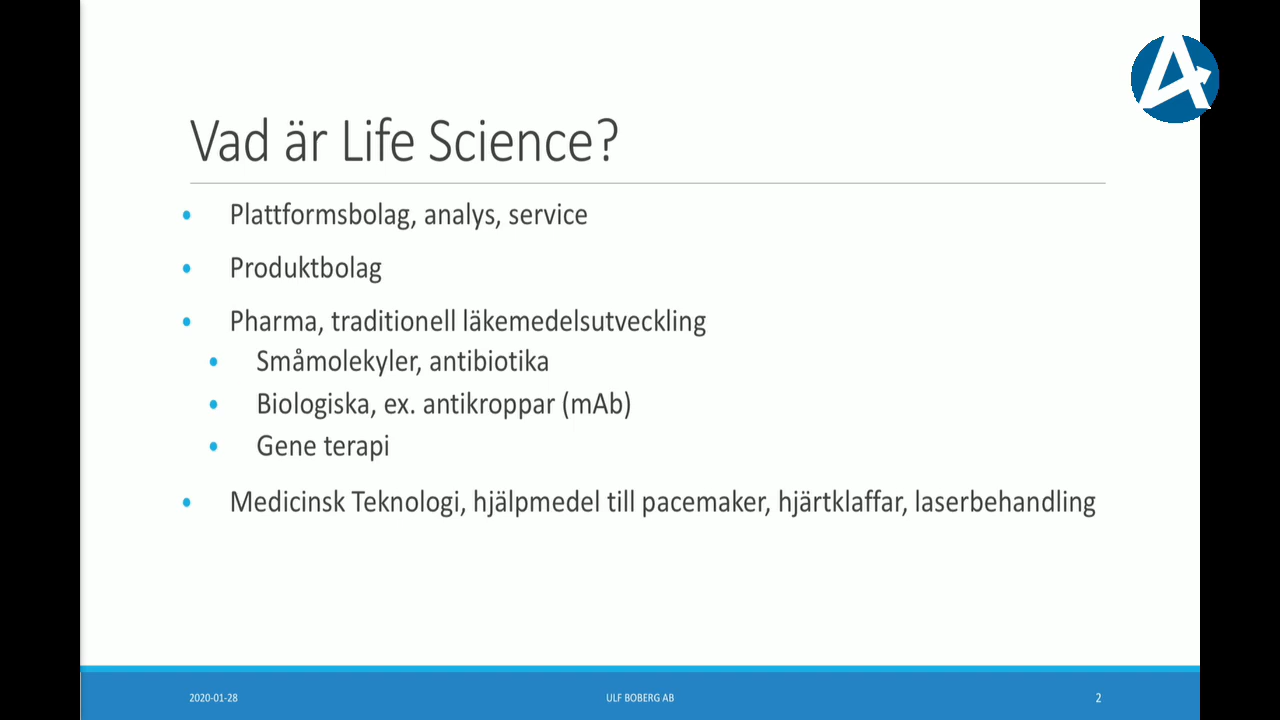 Vad är Life Science?
• Plattformsbolag, analys, service
• Produktbolag
• Pharma, traditionell läkemedelsutveckling
• Småmolekyler, antibiotika
• Biologiska, ex. antikroppar (mAb)
• Gene terapi
• Medicinsk Teknologi, hjälpmedel till pacemaker, hjärtklaffar, laserbehandling
2020-01-28
ULF BOBERG AB
2